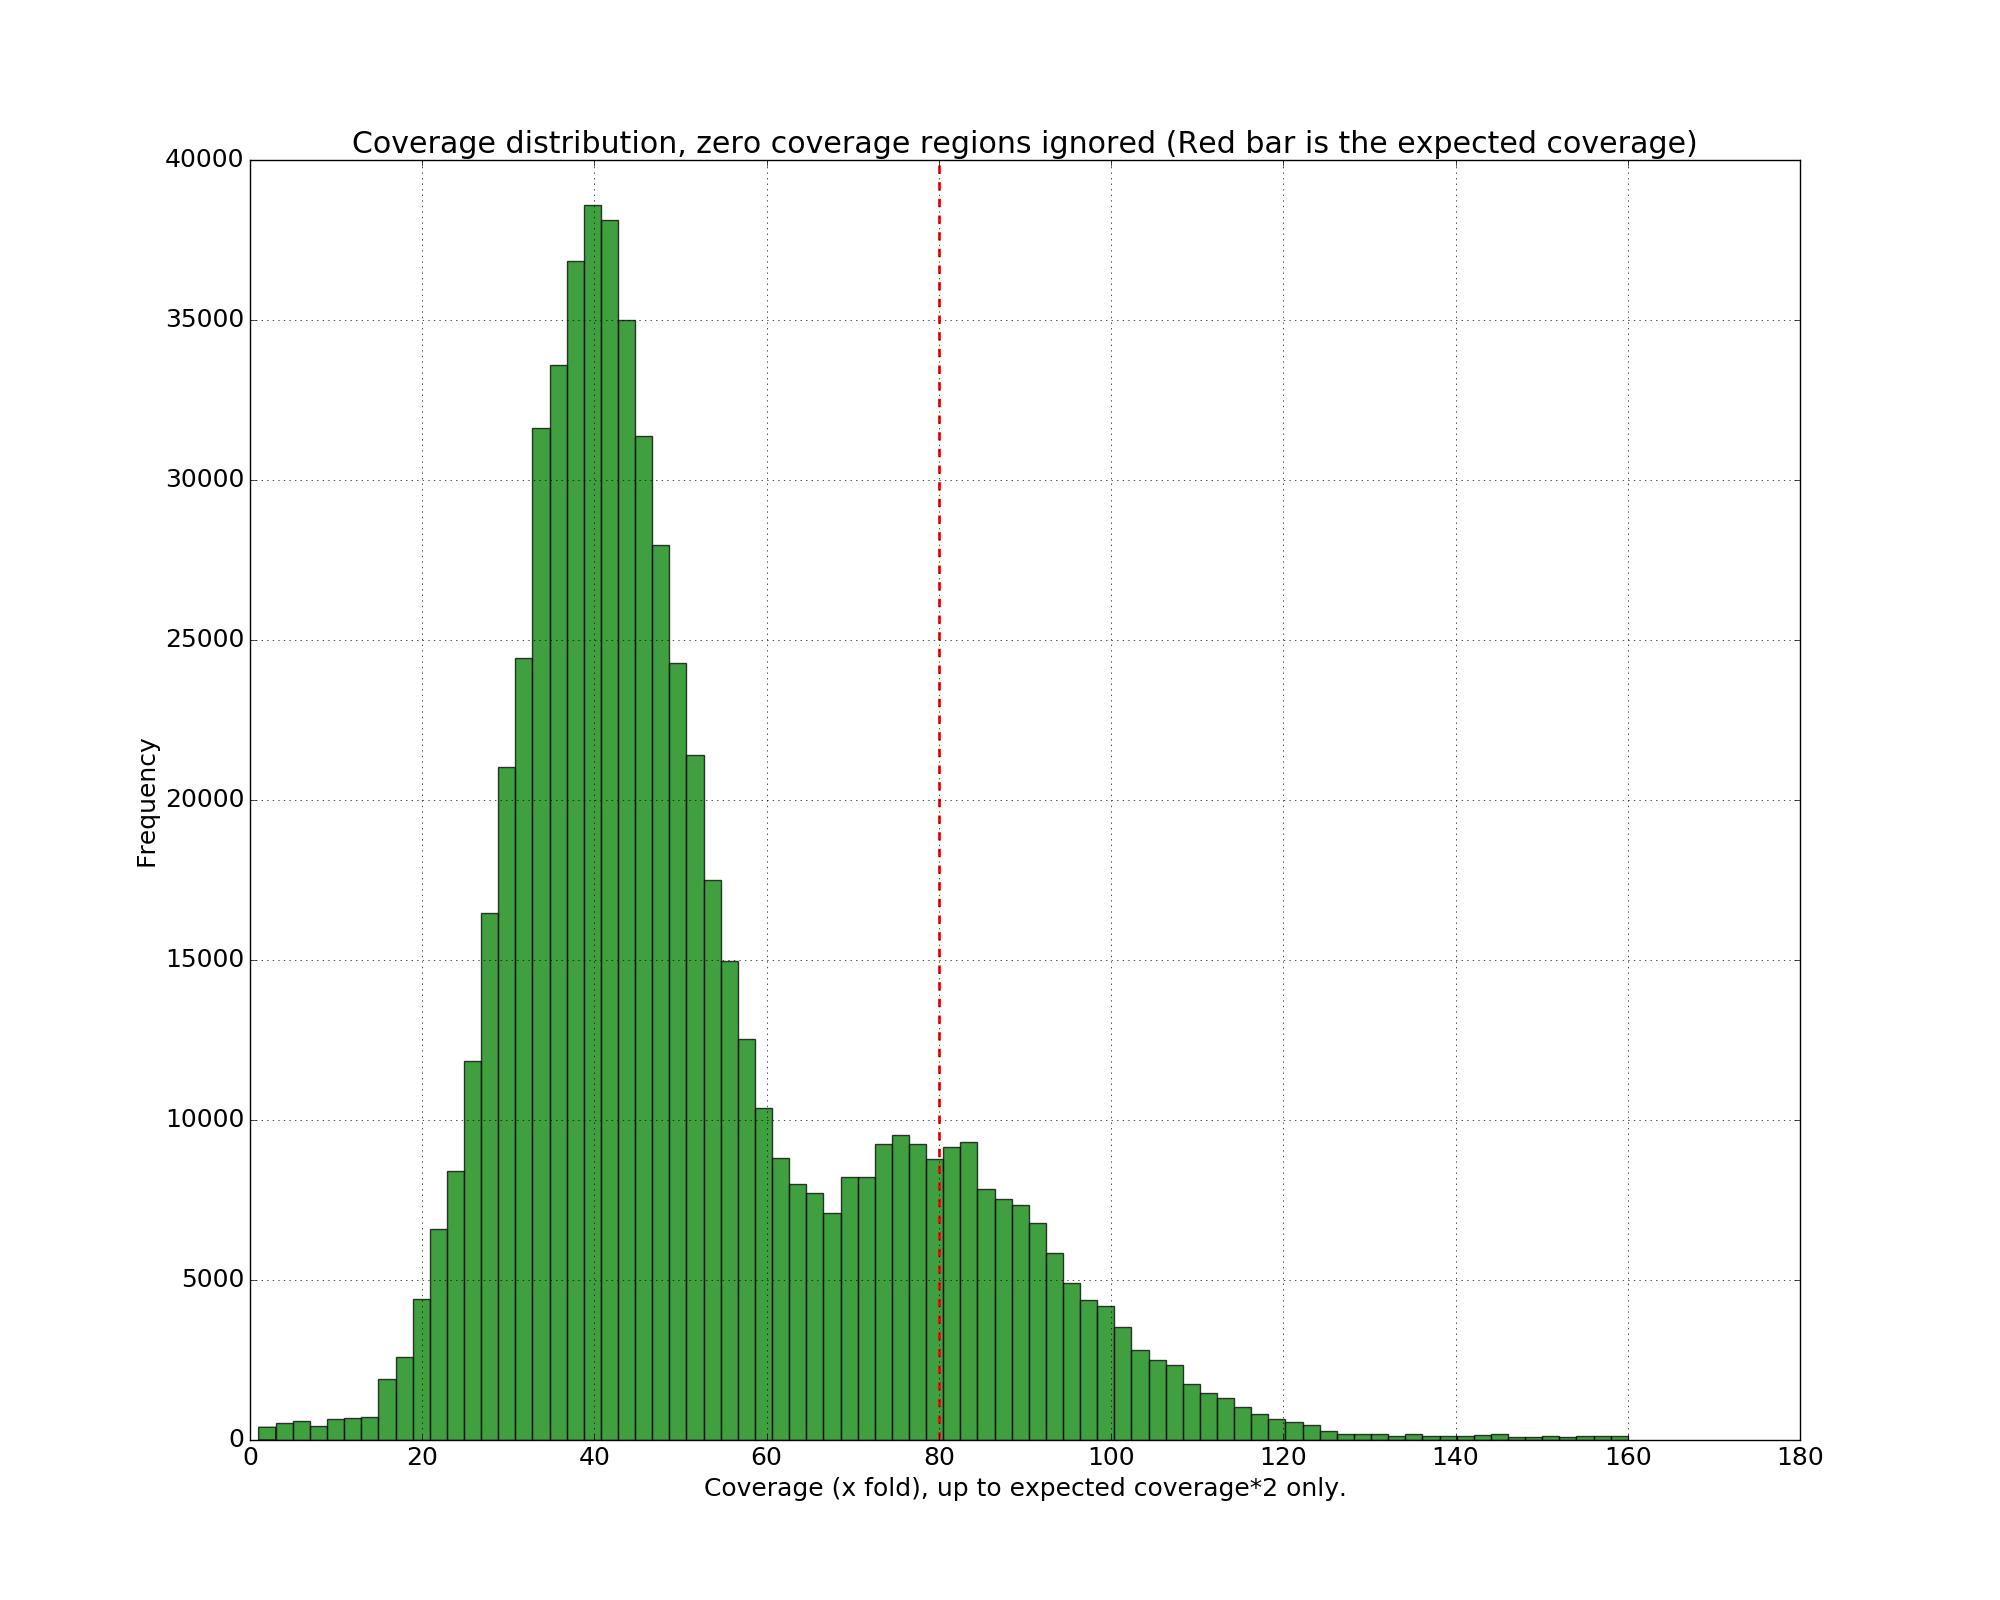 Coverage distribution, zero coverage regions ignored (Red bar is the expected coverage)
40000
35000
30000
25000
20000
15000
10000
5000
0
Frequency
0 20 40 60 80 100 120 140 160 180
Coverage (x fold), up to expected coverage*2 only.